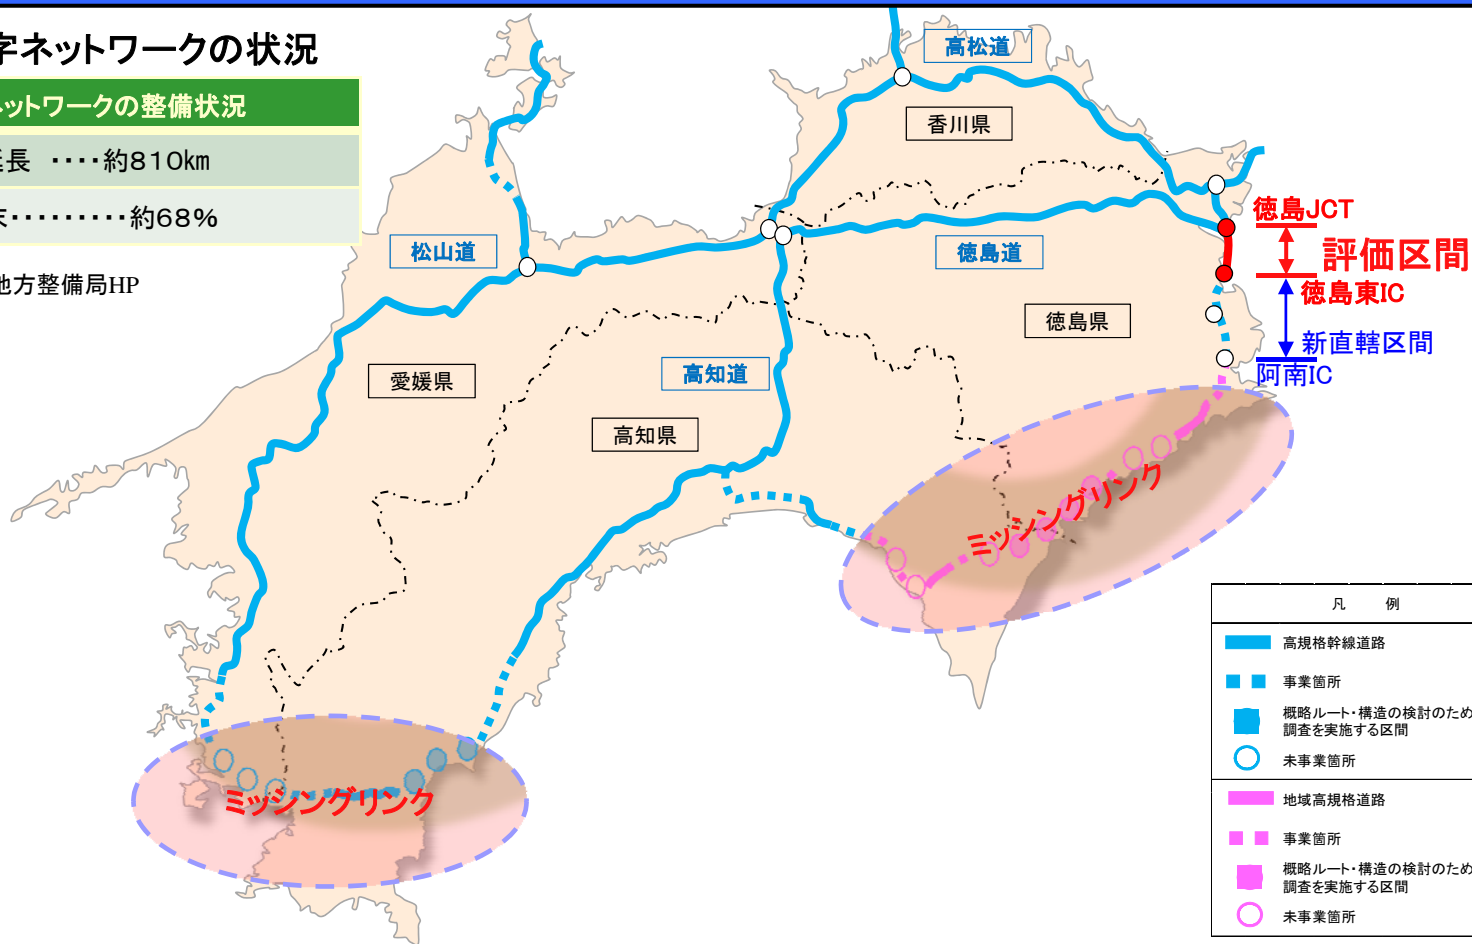 字ネットワークの状況
ネットワークの整備状況
延長 ････約810km
末･････････約68%
地方整備局HP
高松道
香川県
松山道
徳島道
徳島JCT
評価区間
徳島東IC
徳島県
新直轄区間
阿南IC
愛媛県
高知道
高知県
ミッシングリンク
ミッシングリンク
凡 例
高規格幹線道路
事業箇所
概略ルート・構造の検討のため
調査を実施する区間
未事業箇所
地域高規格道路
事業箇所
概略ルート・構造の検討のため
調査を実施する区間
未事業箇所